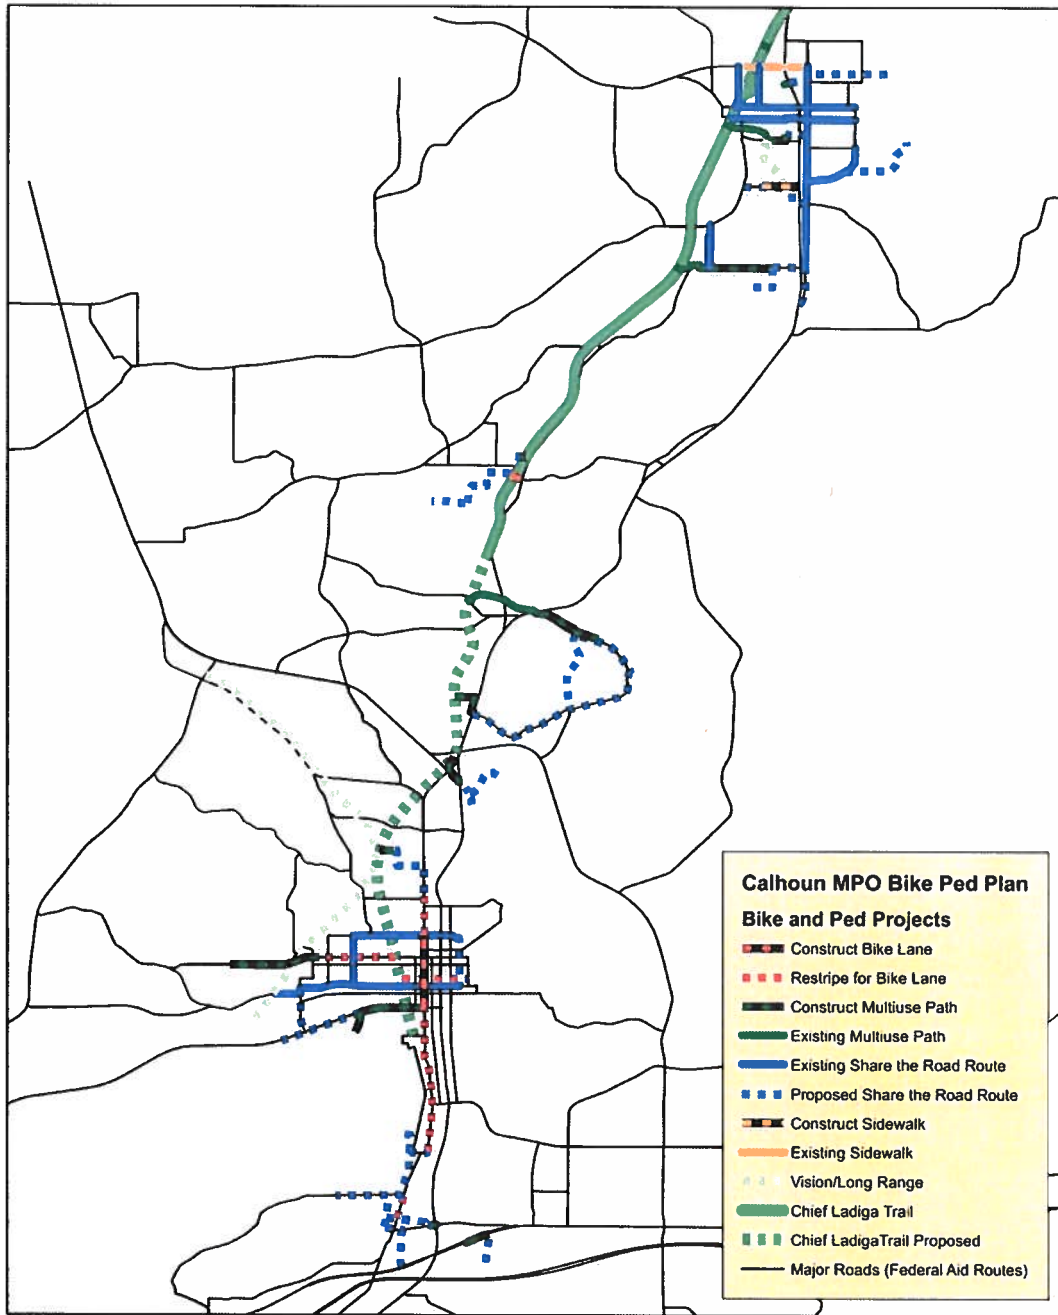 Calhoun MPO Bike Ped Plan
Bike and Ped Projects
Construct Bike Lane
Restripe for Bike Lane
Construct Multiuse Path
Existing Multiuse Path
Existing Share the Road Route
Proposed Share the Road Route
Construct Sidewalk
Existing Sidewalk
Vision/Long Range
Chief Ladiga Trail
Chief LadigaTrail Proposed
Major Roads (Federal Aid Routes)